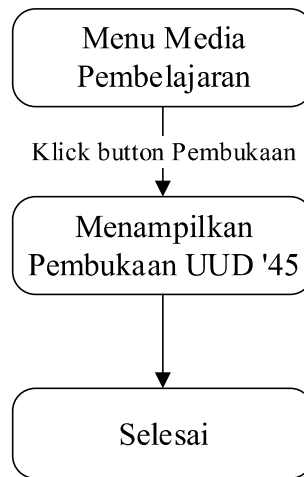 Menu Media
Pembelajaran
Klick button Pembukaan
Menampilkan
Pembukaan UUD '45
Selesai